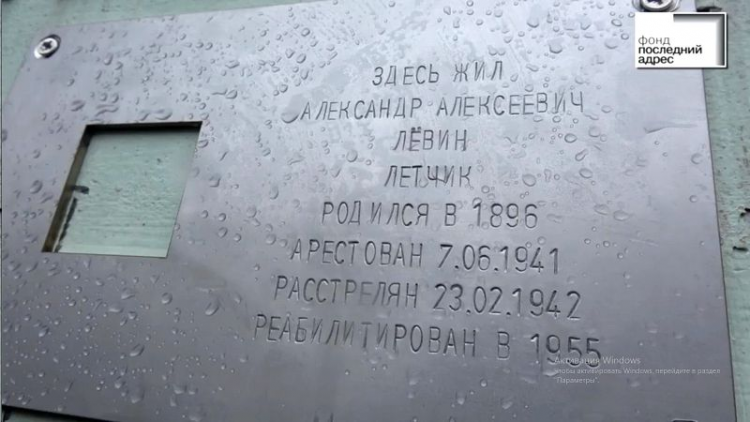 фонд
последний
адрес
ЗДЕСЬ ЖИЛ
АЛЕКСАНДР АЛЕКСЕЕВИЧ
ЛЁВИН
ЛЕТЧИК
РОДИЛСЯ В 1896
АРЕСТОВАН 7.06.1941
РАССТРЕЛЯН 23.02.1942
РЕАБИЛИТИРОВАН В 1955
Активация Windows
Чтобы активировать Windows, перейдите в раздел
"Параметры".